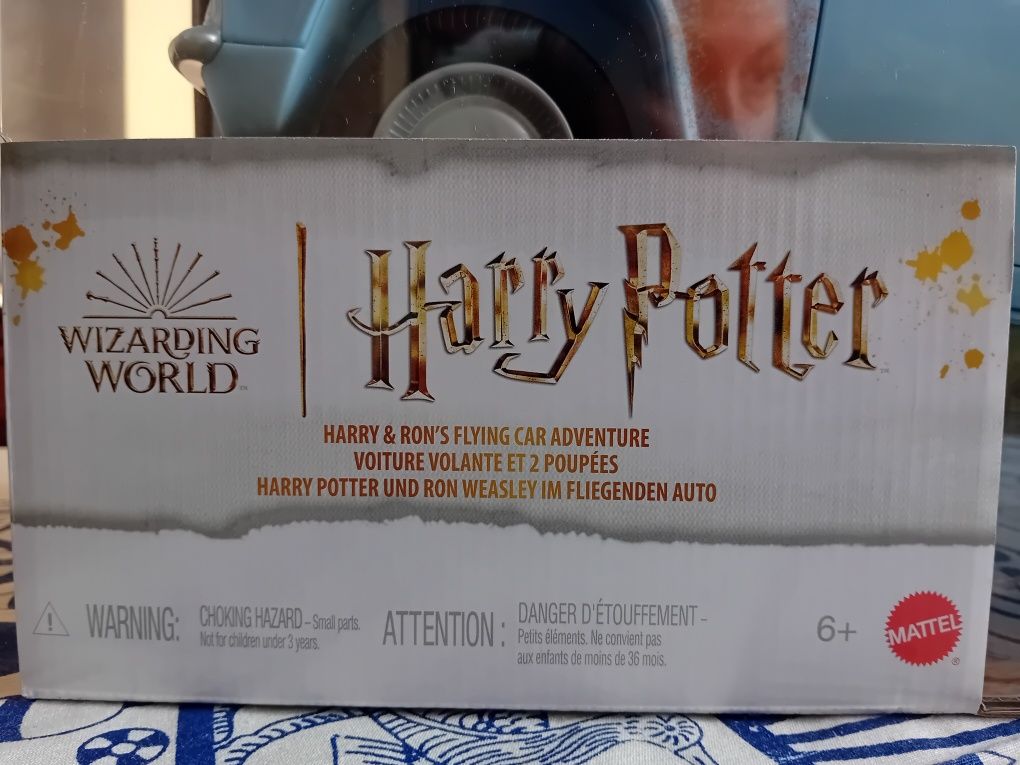 WIZARDING
WORLD™
Harry Potter™
HARRY & RON'S FLYING CAR ADVENTURE
VOITURE VOLANTE ET 2 POUPÉES
HARRY POTTER UND RON WEASLEY IM FLIEGENDEN AUTO
WARNING:
CHOKING HAZARD – Small parts.
Not for children under 3 years.
ATTENTION :
DANGER D'ÉTOUFFEMENT –
Petits éléments. Ne convient pas
aux enfants de moins de 36 mois.
6+
MATTEL®